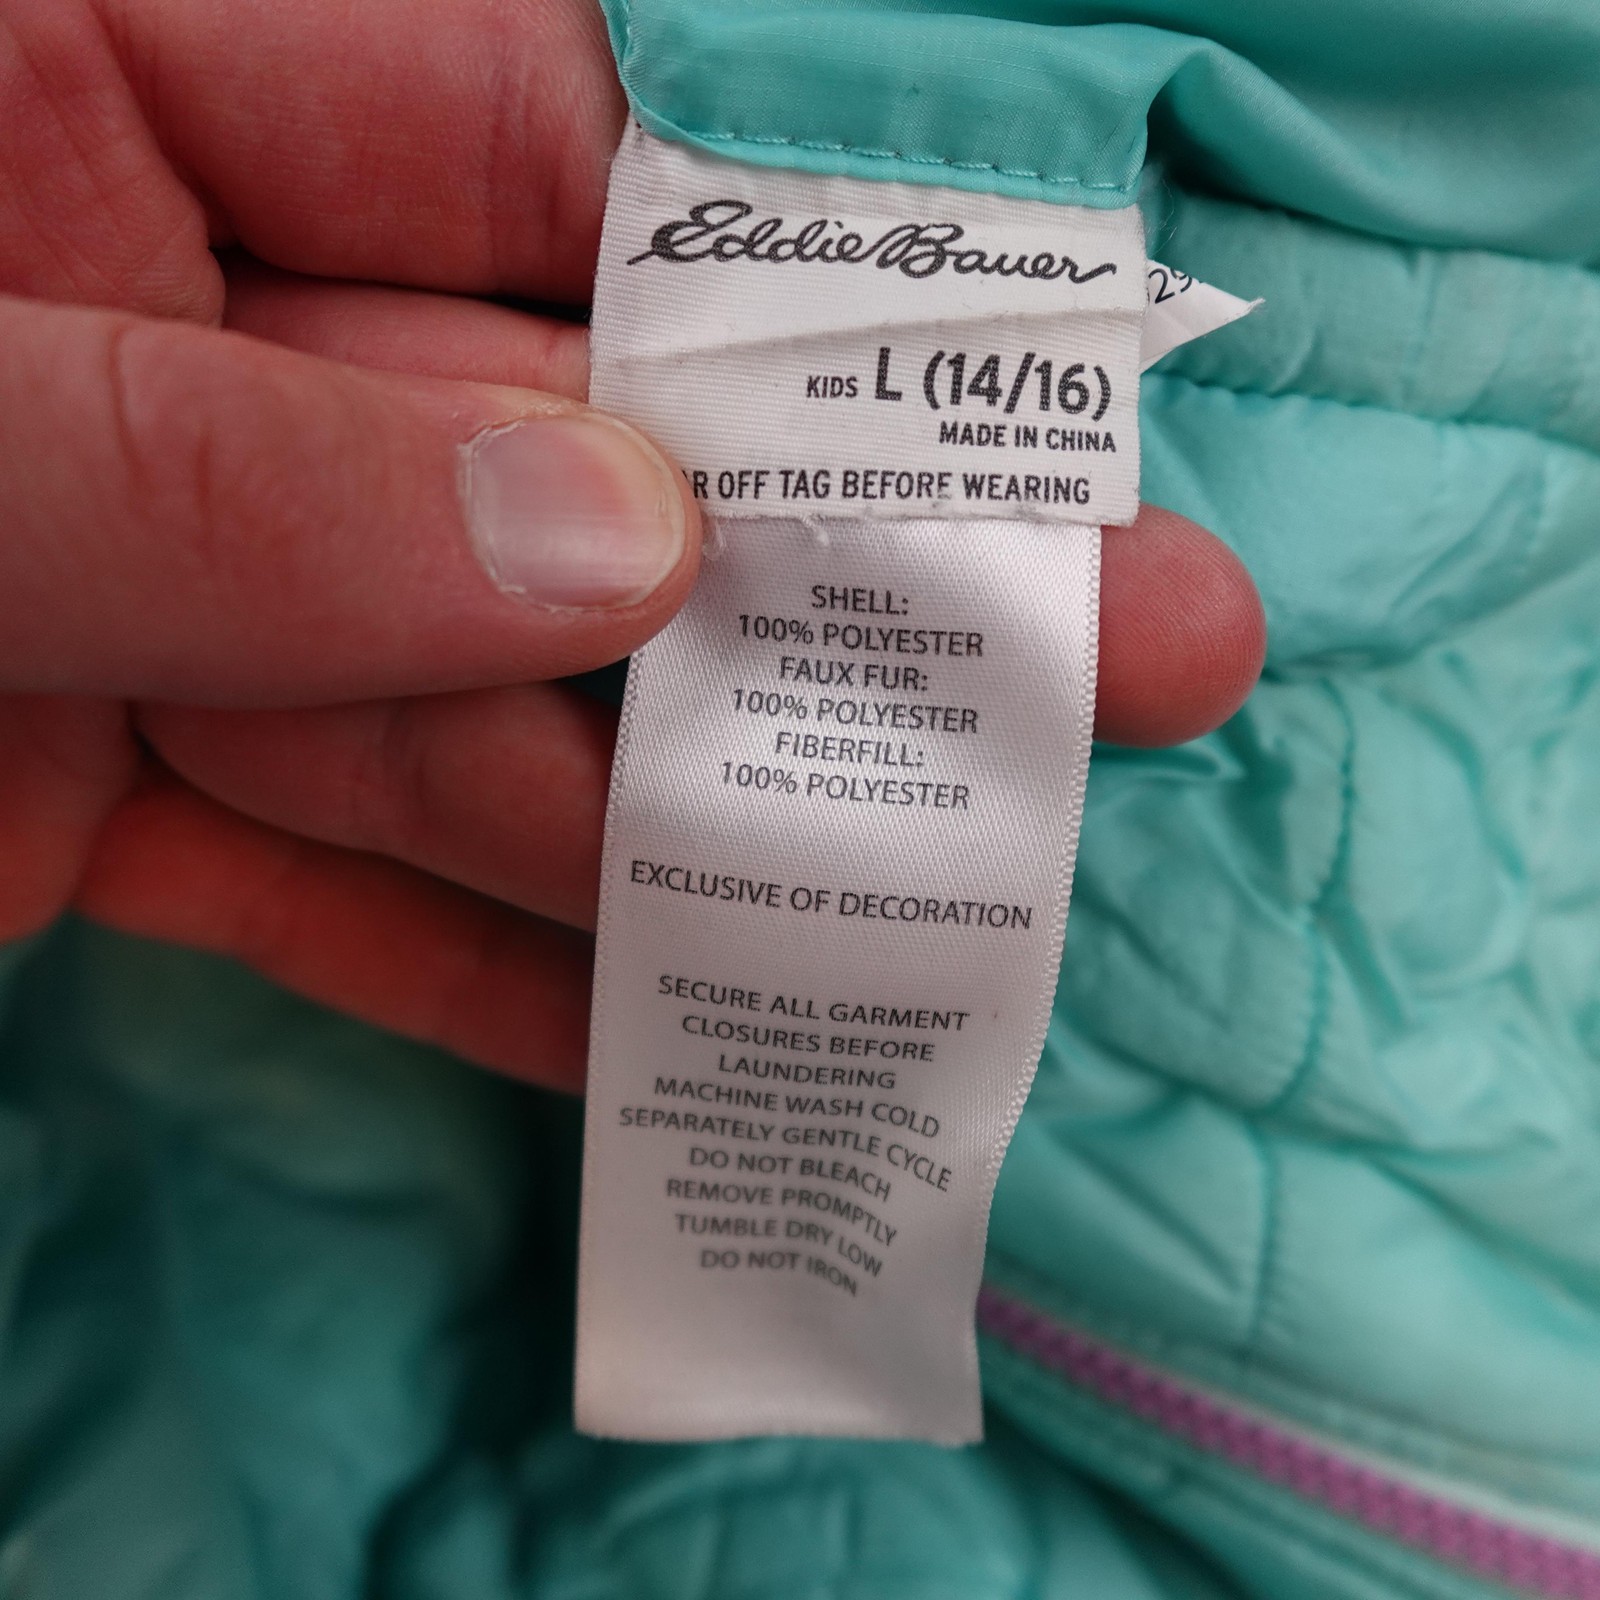 Eddie Bauer
KIDS L (14/16)
MADE IN CHINA
OFF TAG BEFORE WEARING
SHELL:
100% POLYESTER
FAUX FUR:
100% POLYESTER
FIBERFILL:
100% POLYESTER
EXCLUSIVE OF DECORATION
SECURE ALL GARMENT
CLOSURES BEFORE
LAUNDERING
MACHINE WASH COLD
SEPARATELY GENTLE CYCLE
DO NOT BLEACH
REMOVE PROMPTLY
TUMBLE DRY LOW
DO NOT IRON